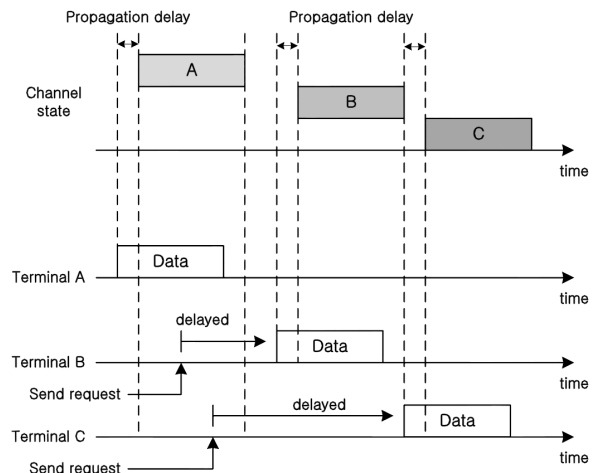 Propagation delay
Propagation delay
A
Channel
state
B
C
time
Data
Terminal A
time
delayed
Data
Terminal B
time
Send request
delayed
Data
Terminal C
time
Send request